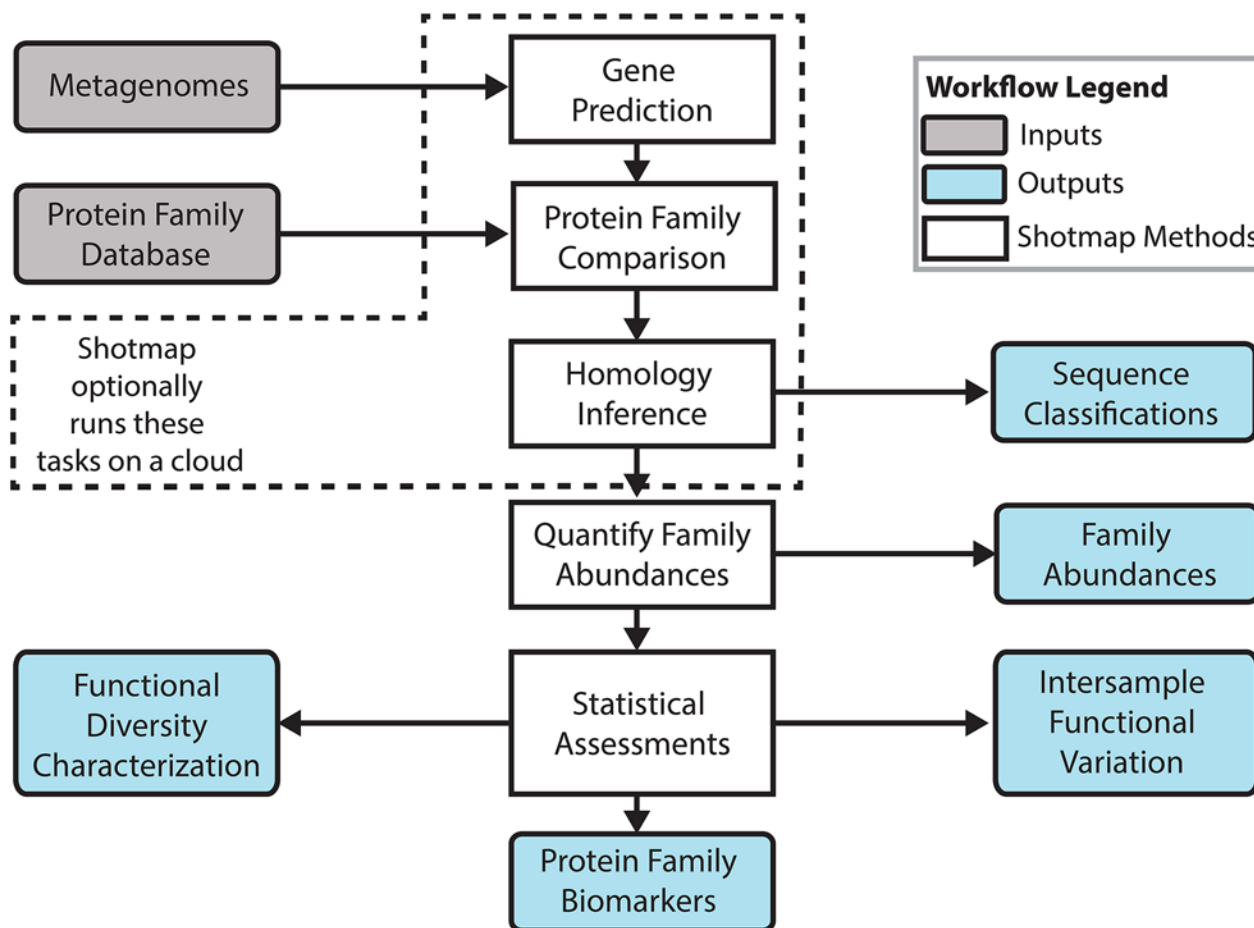 Metagenomes
Gene
Prediction
Workflow Legend
Inputs
Outputs
Shotmap Methods
Protein Family
Database
Protein Family
Comparison
Shotmap
optionally
runs these
tasks on a cloud
Homology
Inference
Sequence
Classifications
Quantify Family
Abundances
Family
Abundances
Functional
Diversity
Characterization
Statistical
Assessments
Intersample
Functional
Variation
Protein Family
Biomarkers